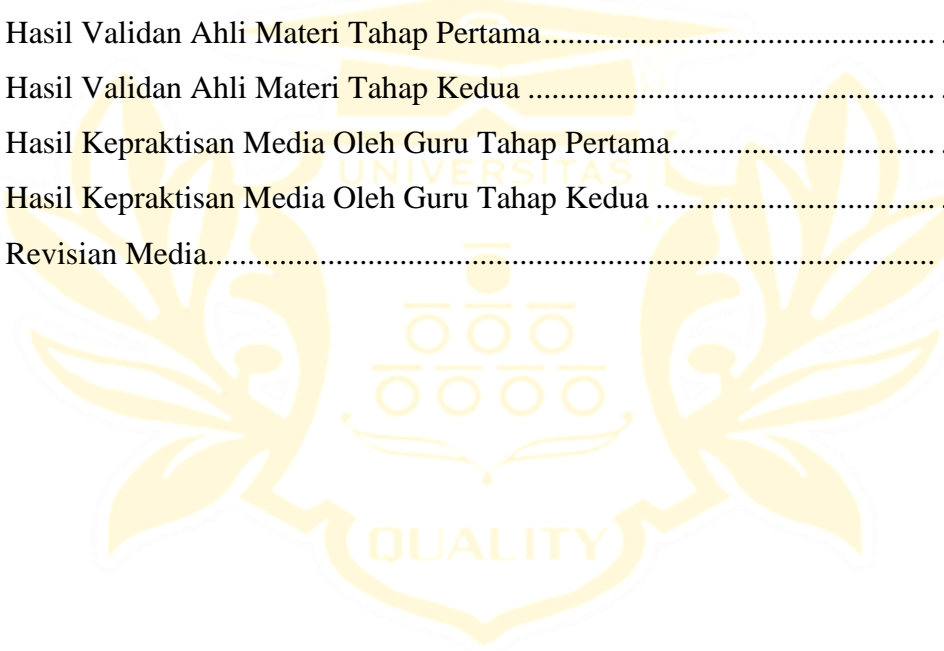 Hasil Validan Ahli Materi Tahap Pertama................................................. .
Hasil Validan Ahli Materi Tahap Kedua ................................................... .
Hasil Kepraktisan Media Oleh Guru Tahap Pertama................................. .
Hasil Kepraktisan Media Oleh Guru Tahap Kedua ................................... .
Revisian Media...........................................................................................
UNIVERSITAS
QUALITY